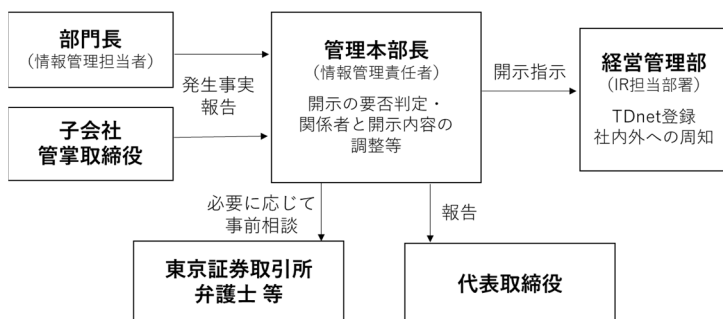 部門長
（情報管理担当者）
発生事実
報告
子会社
管掌取締役
管理本部長
（情報管理責任者）
開示の要否判定・
関係者と開示内容の
調整等
開示指示
経営管理部
（IR担当部署）
TDnet登録
社内外への周知
必要に応じて
事前相談
報告
東京証券取引所
弁護士 等
代表取締役